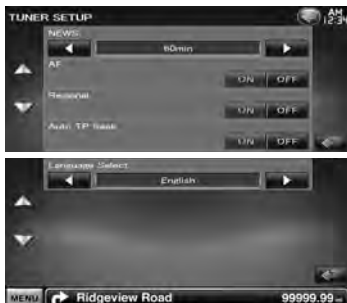 TUNER SETUP
AM
12:33
NEWS
60min
AF
ON OFF
Regional
ON OFF
Auto TP Seek
ON OFF
Language Select
English
MENU Ridgeview Road 99999.99